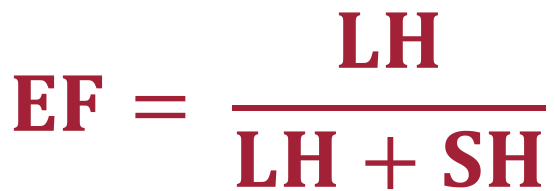 EF = LH
LH + SH